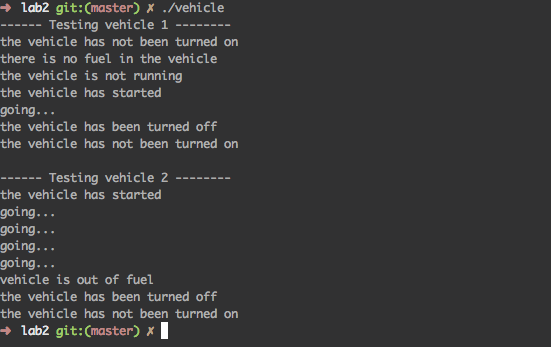 ➜ lab2 git:(master) ✗ ./vehicle
------ Testing vehicle 1 --------
the vehicle has not been turned on
there is no fuel in the vehicle
the vehicle is not running
the vehicle has started
going...
the vehicle has been turned off
the vehicle has not been turned on
------ Testing vehicle 2 --------
the vehicle has started
going...
going...
going...
going...
vehicle is out of fuel
the vehicle has been turned off
the vehicle has not been turned on
➜ lab2 git:(master) ✗